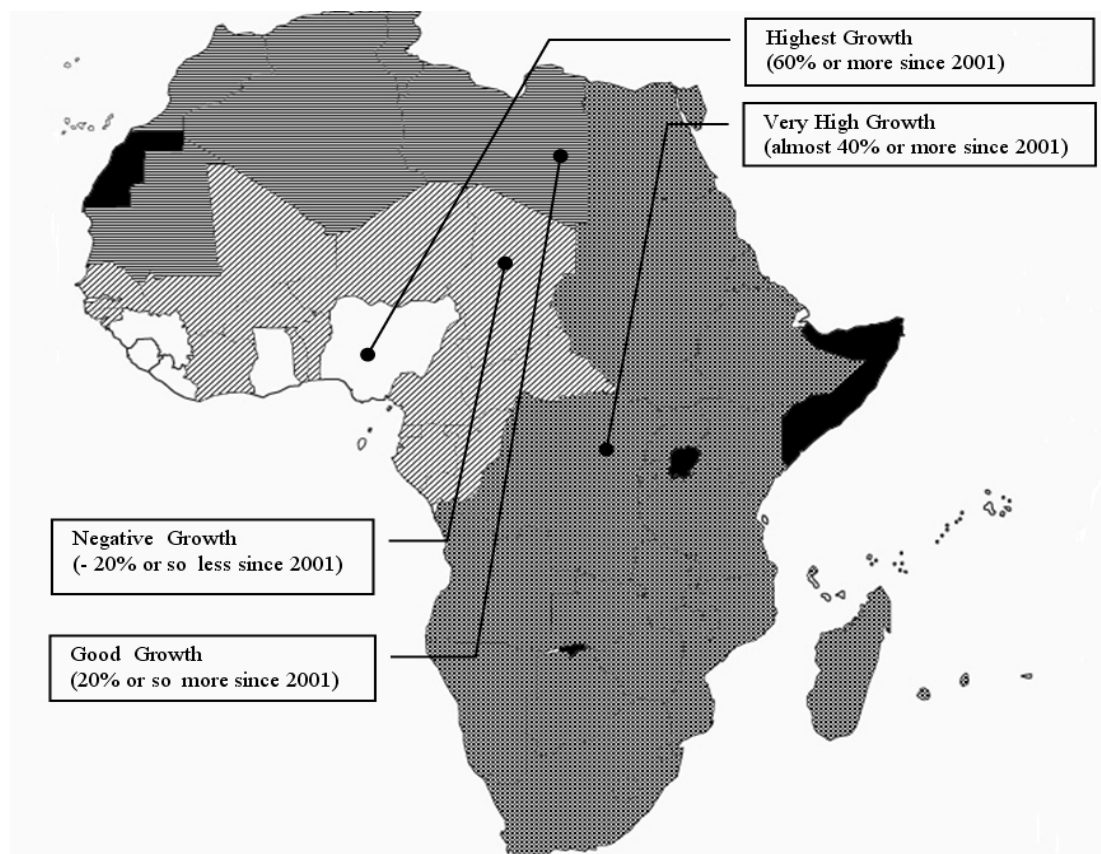 Highest Growth
(60% or more since 2001)
Very High Growth
(almost 40% or more since 2001)
Negative Growth
(- 20% or so less since 2001)
Good Growth
(20% or so more since 2001)